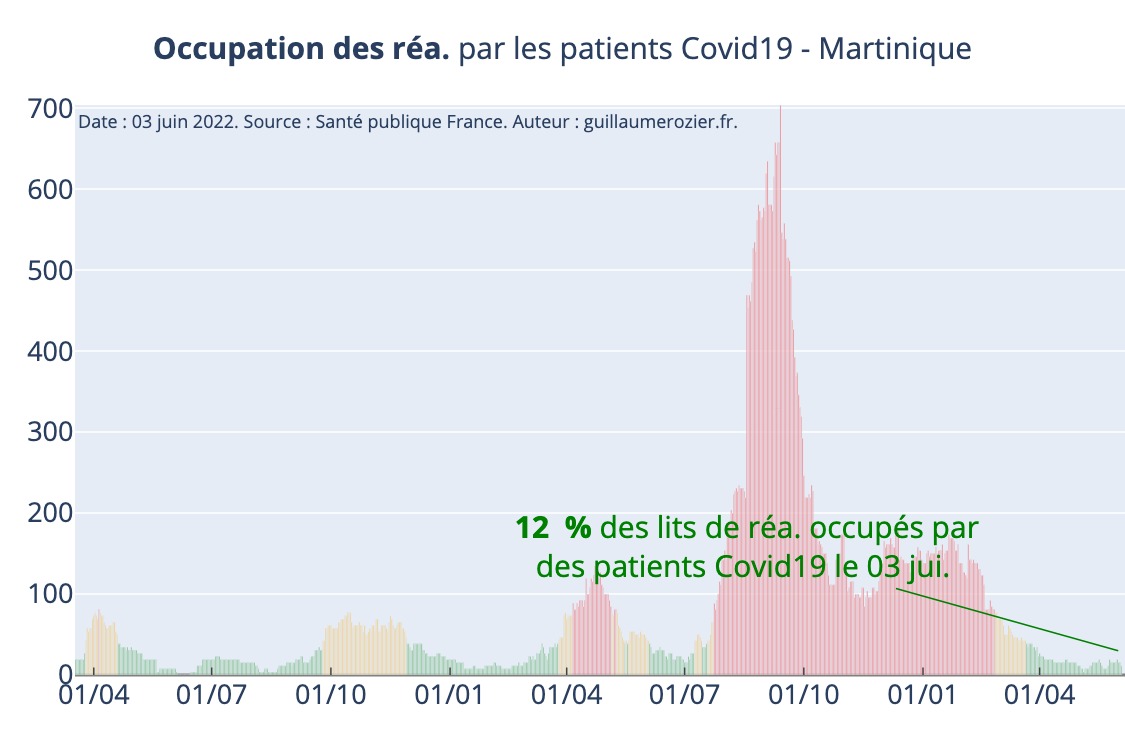 Occupation des réa. par les patients Covid19 - Martinique
700
Date : 03 juin 2022. Source : Santé publique France. Auteur : guillaumerozier.fr.
600
500
400
300
200
12 % des lits de réa. occupés par
des patients Covid19 le 03 jui.
100
0
01/04 01/07 01/10 01/01 01/04 01/07 01/10 01/01 01/04